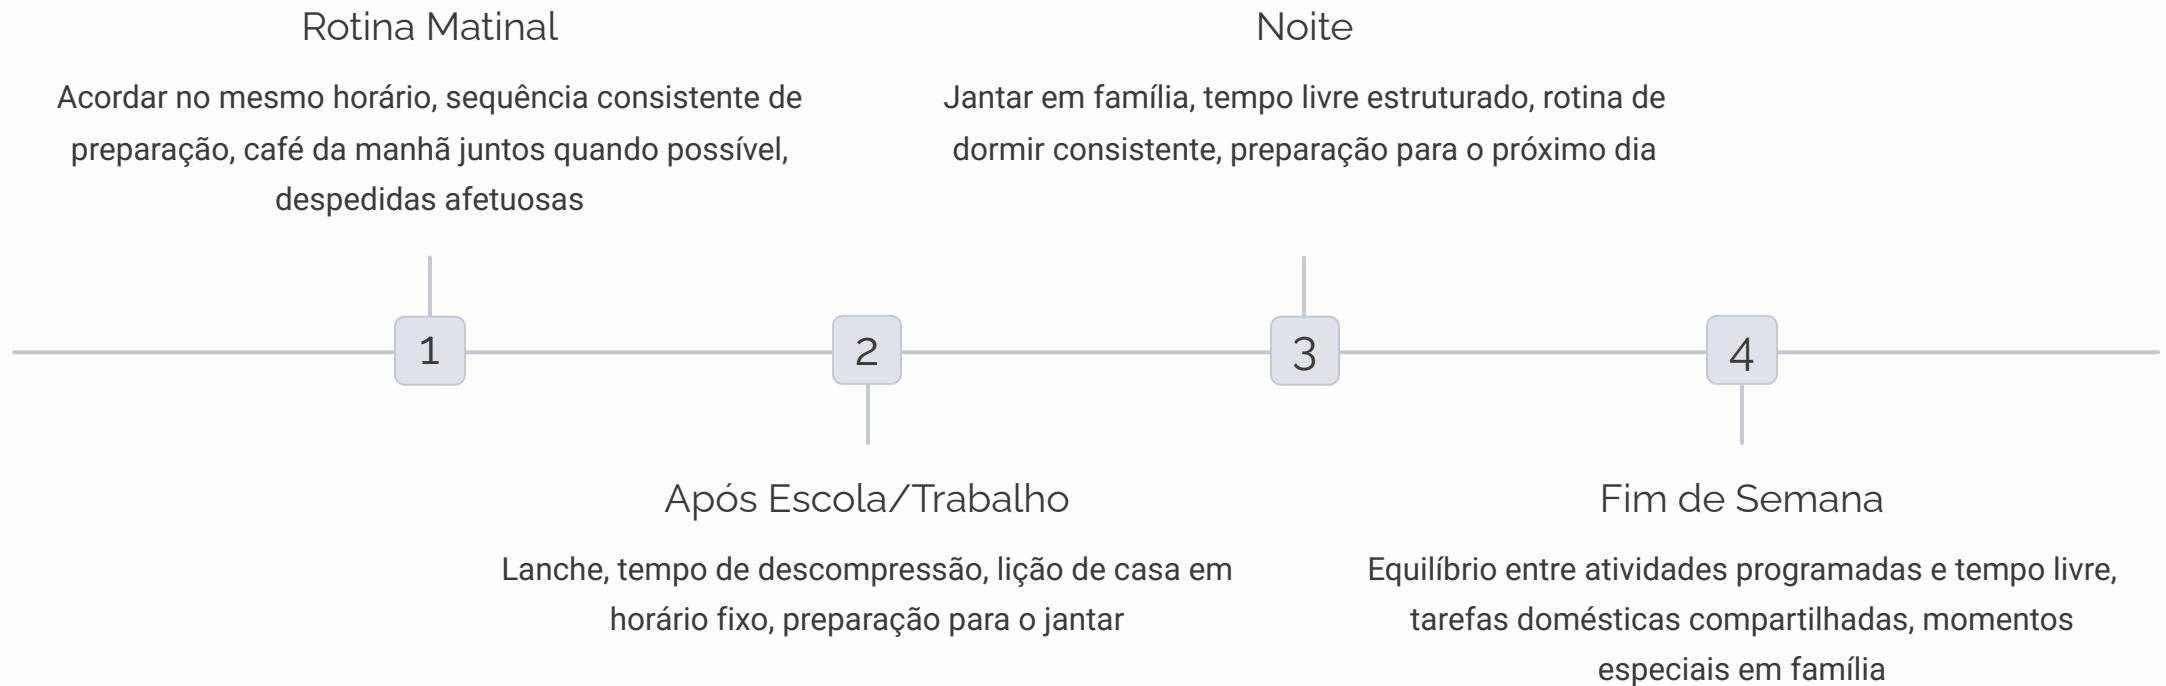 Rotina Matinal
Acordar no mesmo horário, sequência consistente de
preparação, café da manhã juntos quando possível,
despedidas afetuosas
Noite
Jantar em família, tempo livre estruturado, rotina de
dormir consistente, preparação para o próximo dia
1
2
3
4
Após Escola/Trabalho
Lanche, tempo de descompressão, lição de casa em
horário fixo, preparação para o jantar
Fim de Semana
Equilíbrio entre atividades programadas e tempo livre,
tarefas domésticas compartilhadas, momentos
especiais em família